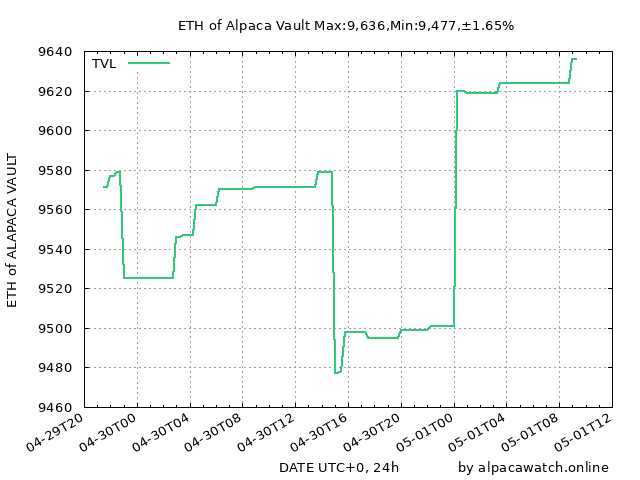 ETH of Alpaca Vault Max:9,636,Min:9,477,±1.65%
TVL
9640
9620
9600
9580
9560
9540
9520
9500
9480
9460
ETH of ALAPACA VAULT
04-29T20
04-30T00
04-30T04
04-30T08
04-30T12
04-30T16
04-30T20
05-01T00
05-01T04
05-01T08
05-01T12
DATE UTC+0, 24h
by alpacawatch.online